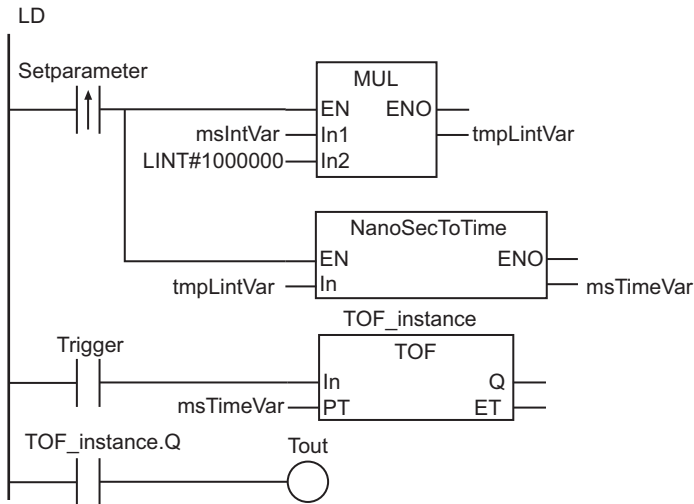 LD
Setparameter
MUL
EN ENO
msIntVar In1 tmpLintVar
LINT#1000000 In2
NanoSecToTime
EN ENO
tmpLintVar In msTimeVar
TOF_instance
Trigger TOF
In Q
msTimeVar PT ET
TOF_instance.Q Tout